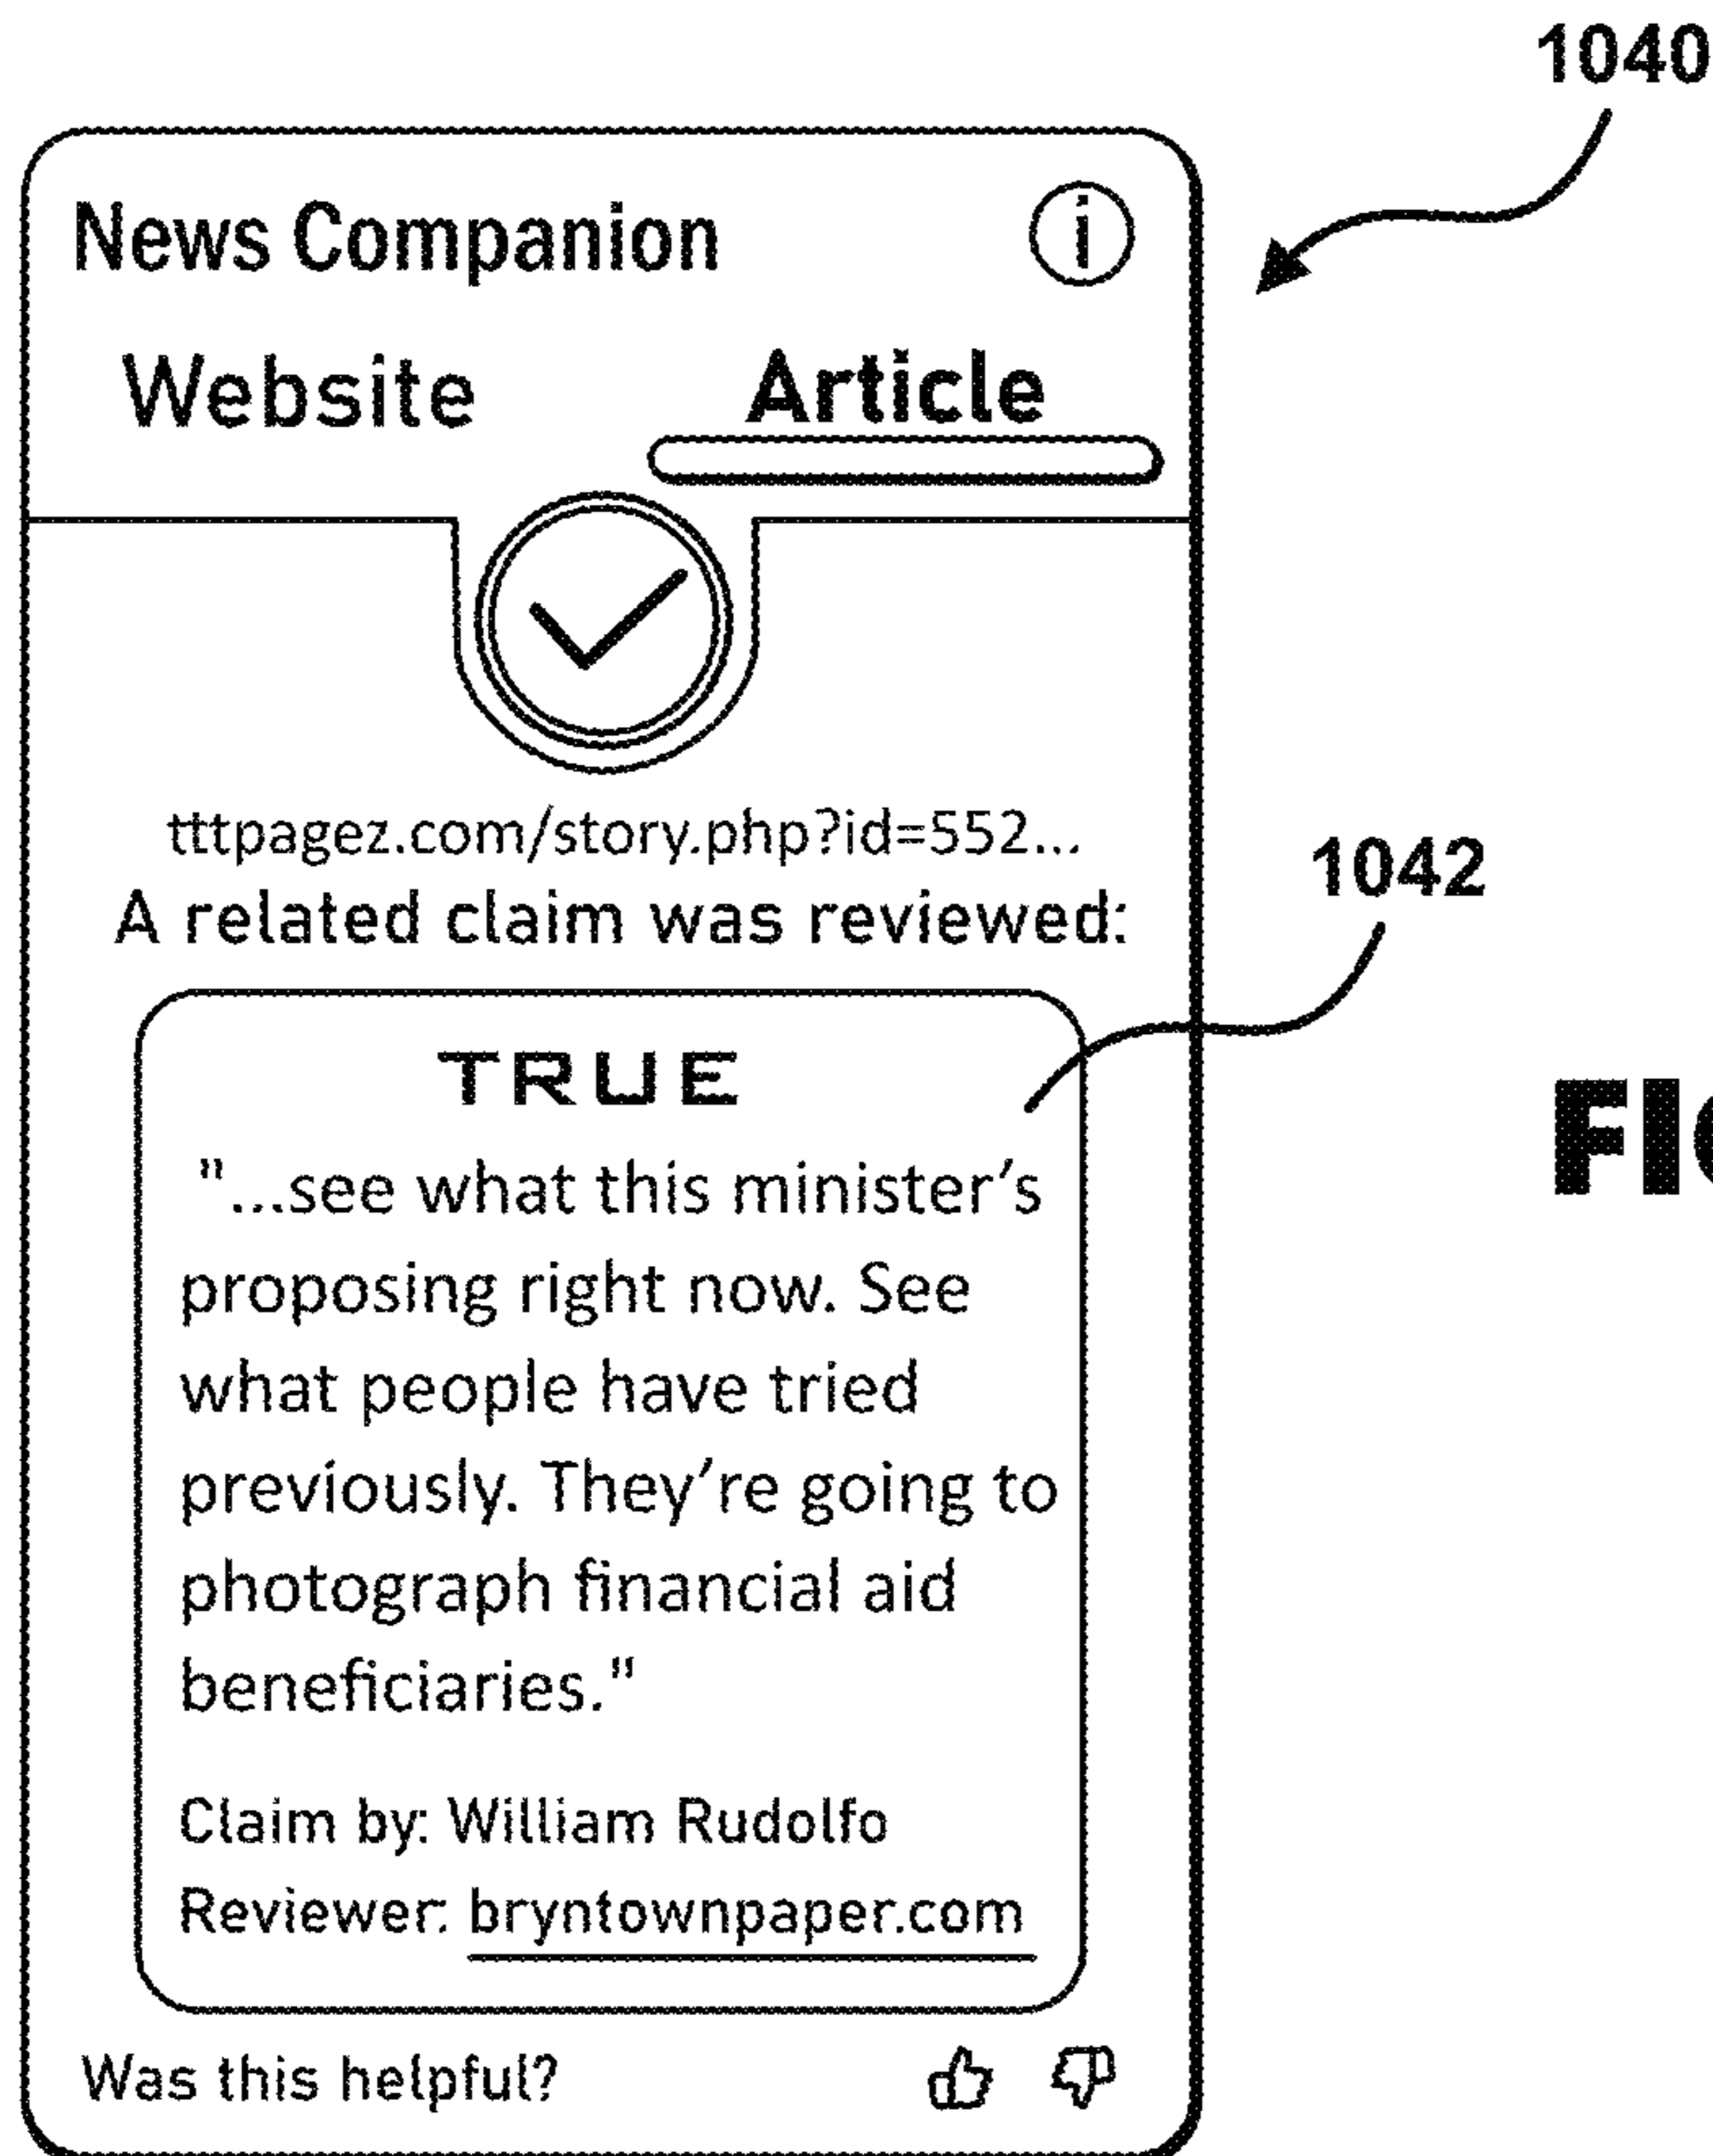 1040
News Companion i
Website Article
tttpagez.com/story.php?id=552...
A related claim was reviewed:
1042
TRUE
"...see what this minister's
proposing right now. See
what people have tried
previously. They're going to
photograph financial aid
beneficiaries."
Claim by: William Rudolfo
Reviewer: bryntownpaper.com
Was this helpful?